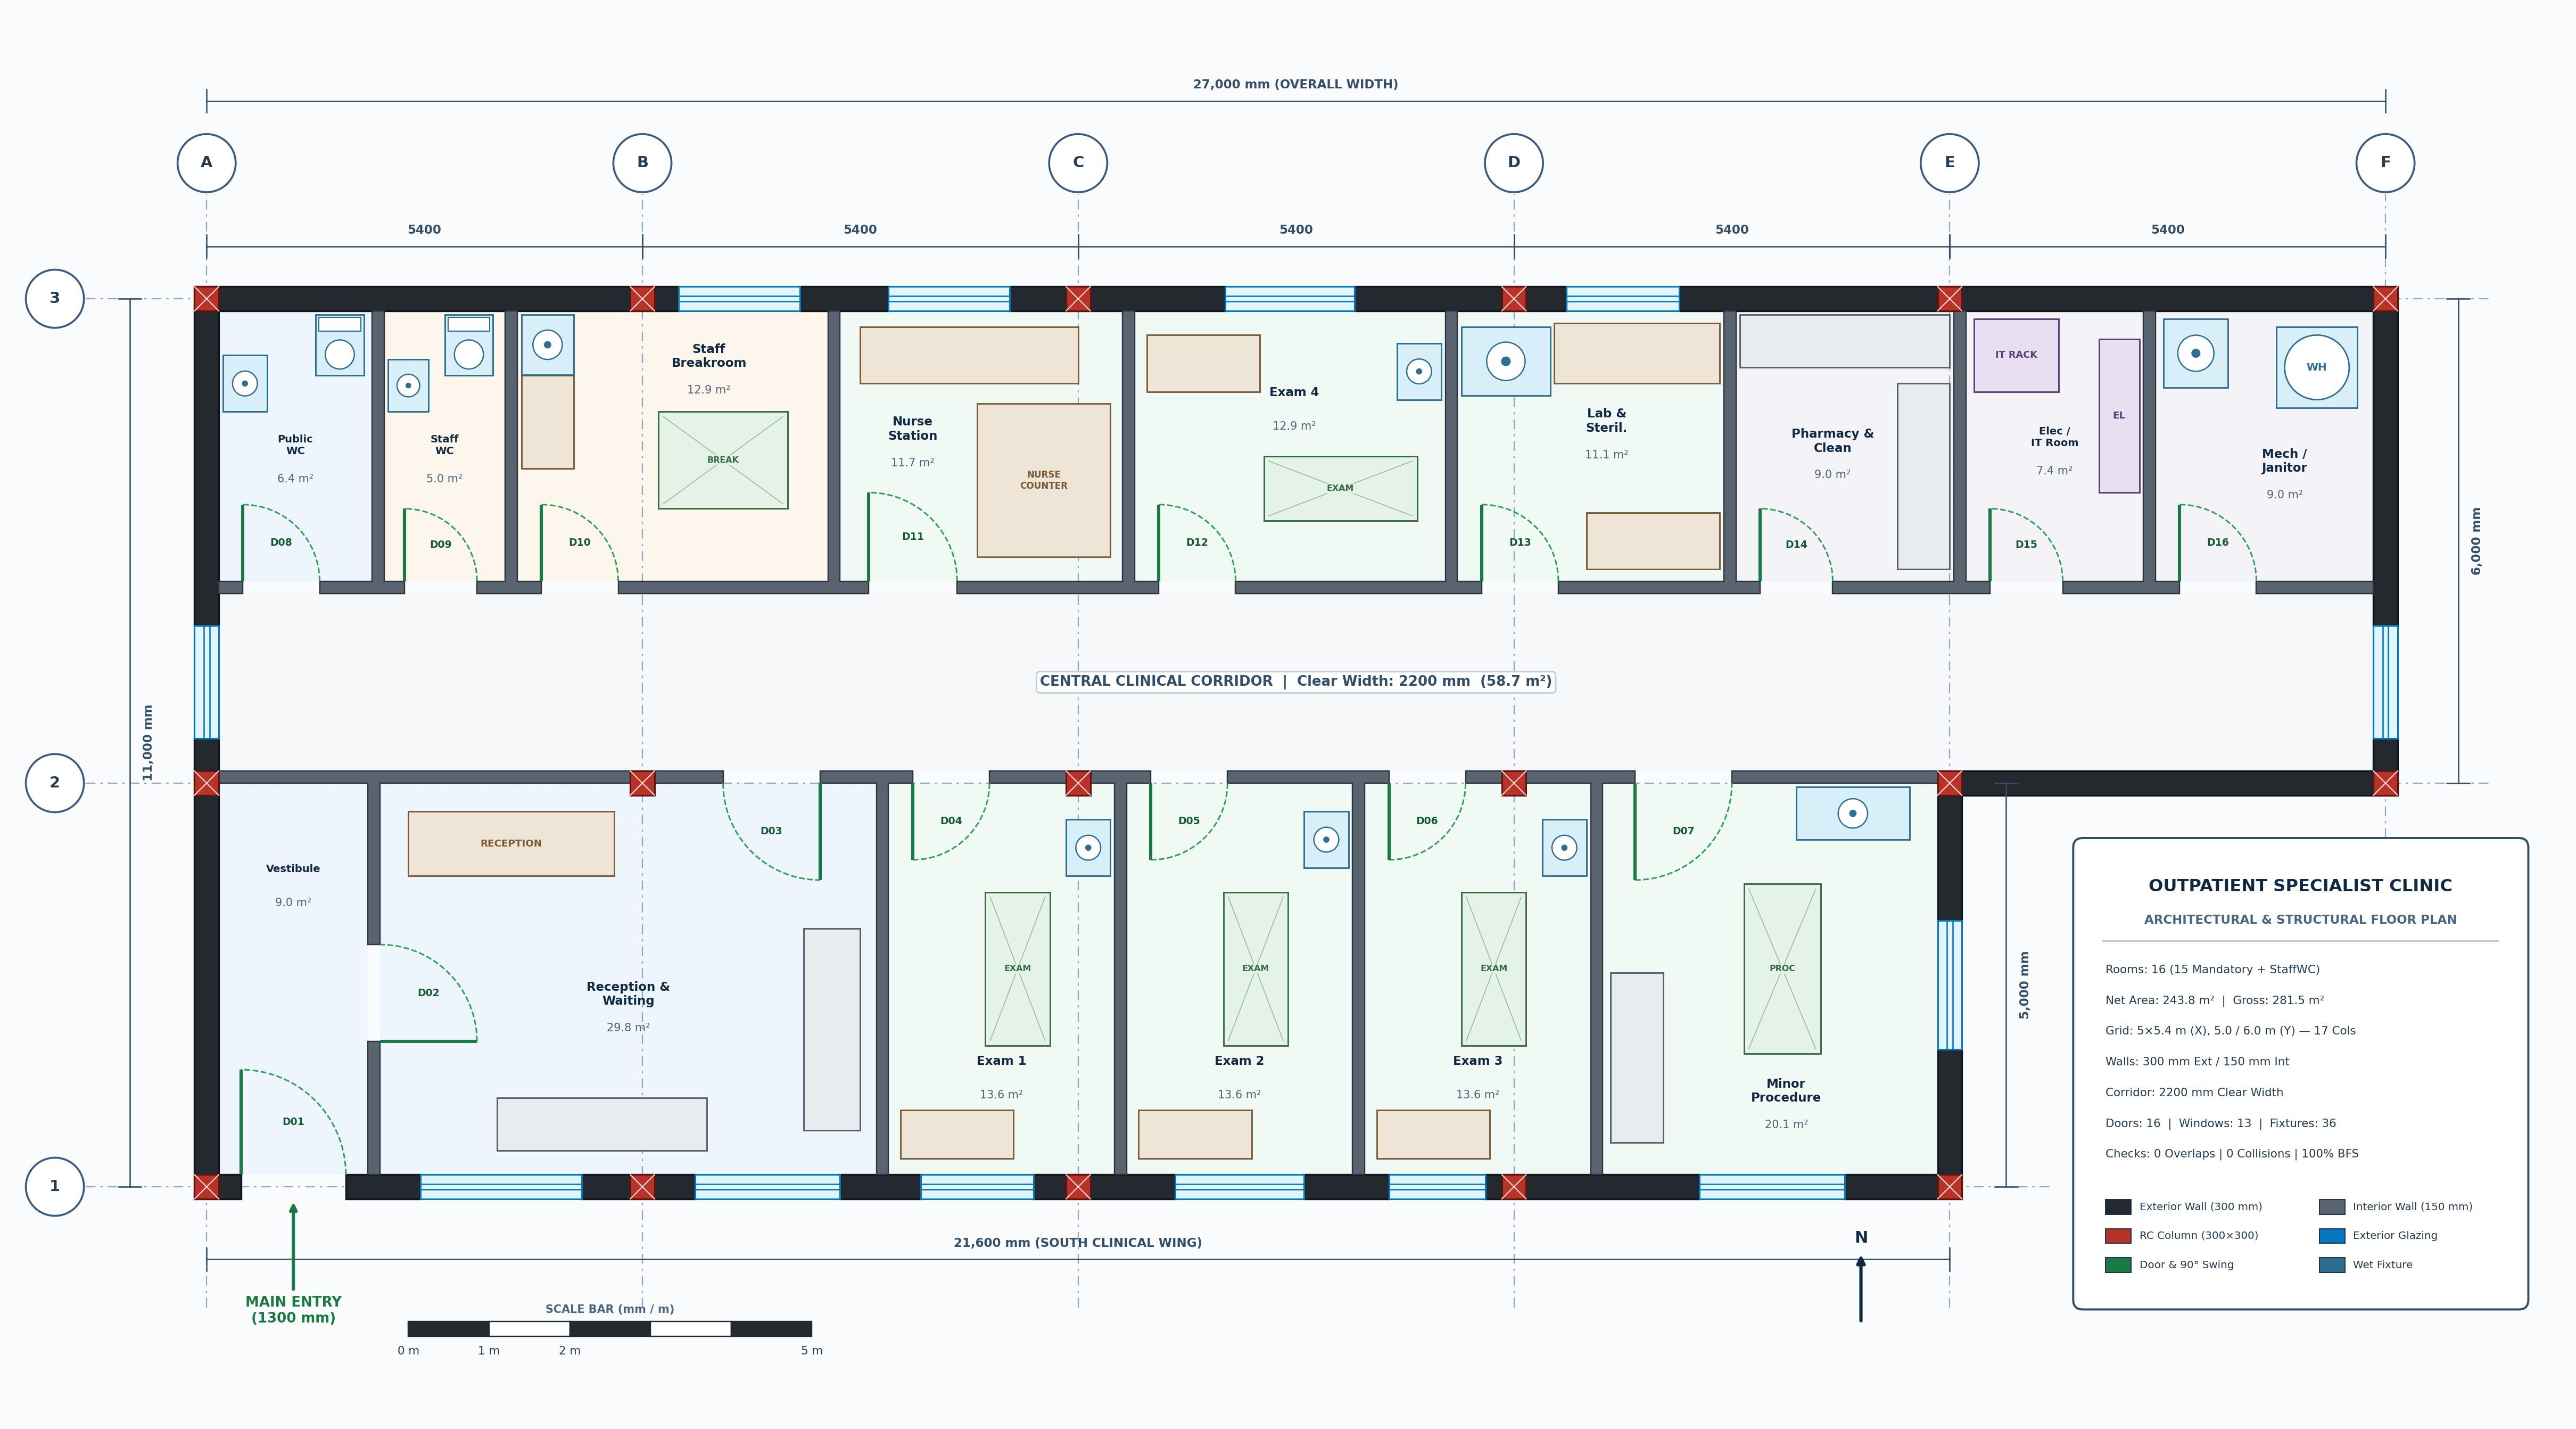 27,000 mm (OVERALL WIDTH)
A
B
C
D
E
F
5400
5400
5400
5400
5400
3
2
1
11,000 mm
6,000 mm
5,000 mm
Public
WC
6.4 m²
D08
Staff
WC
5.0 m²
D09
Staff
Breakroom
12.9 m²
BREAK
D10
Nurse
Station
11.7 m²
NURSE
COUNTER
D11
Exam 4
12.9 m²
EXAM
D12
Lab &
Steril.
11.1 m²
D13
Pharmacy &
Clean
9.0 m²
D14
IT RACK
EL
Elec /
IT Room
7.4 m²
D15
WH
Mech /
Janitor
9.0 m²
D16
CENTRAL CLINICAL CORRIDOR | Clear Width: 2200 mm (58.7 m²)
Vestibule
9.0 m²
D01
D02
RECEPTION
Reception &
Waiting
29.8 m²
D03
D04
EXAM
Exam 1
13.6 m²
D05
EXAM
Exam 2
13.6 m²
D06
EXAM
Exam 3
13.6 m²
D07
PROC
Minor
Procedure
20.1 m²
21,600 mm (SOUTH CLINICAL WING)
N
MAIN ENTRY
(1300 mm)
SCALE BAR (mm / m)
0 m
1 m
2 m
5 m
OUTPATIENT SPECIALIST CLINIC
ARCHITECTURAL & STRUCTURAL FLOOR PLAN
Rooms: 16 (15 Mandatory + StaffWC)
Net Area: 243.8 m² | Gross: 281.5 m²
Grid: 5×5.4 m (X), 5.0 / 6.0 m (Y) — 17 Cols
Walls: 300 mm Ext / 150 mm Int
Corridor: 2200 mm Clear Width
Doors: 16 | Windows: 13 | Fixtures: 36
Checks: 0 Overlaps | 0 Collisions | 100% BFS
Exterior Wall (300 mm)
Interior Wall (150 mm)
RC Column (300×300)
Exterior Glazing
Door & 90° Swing
Wet Fixture